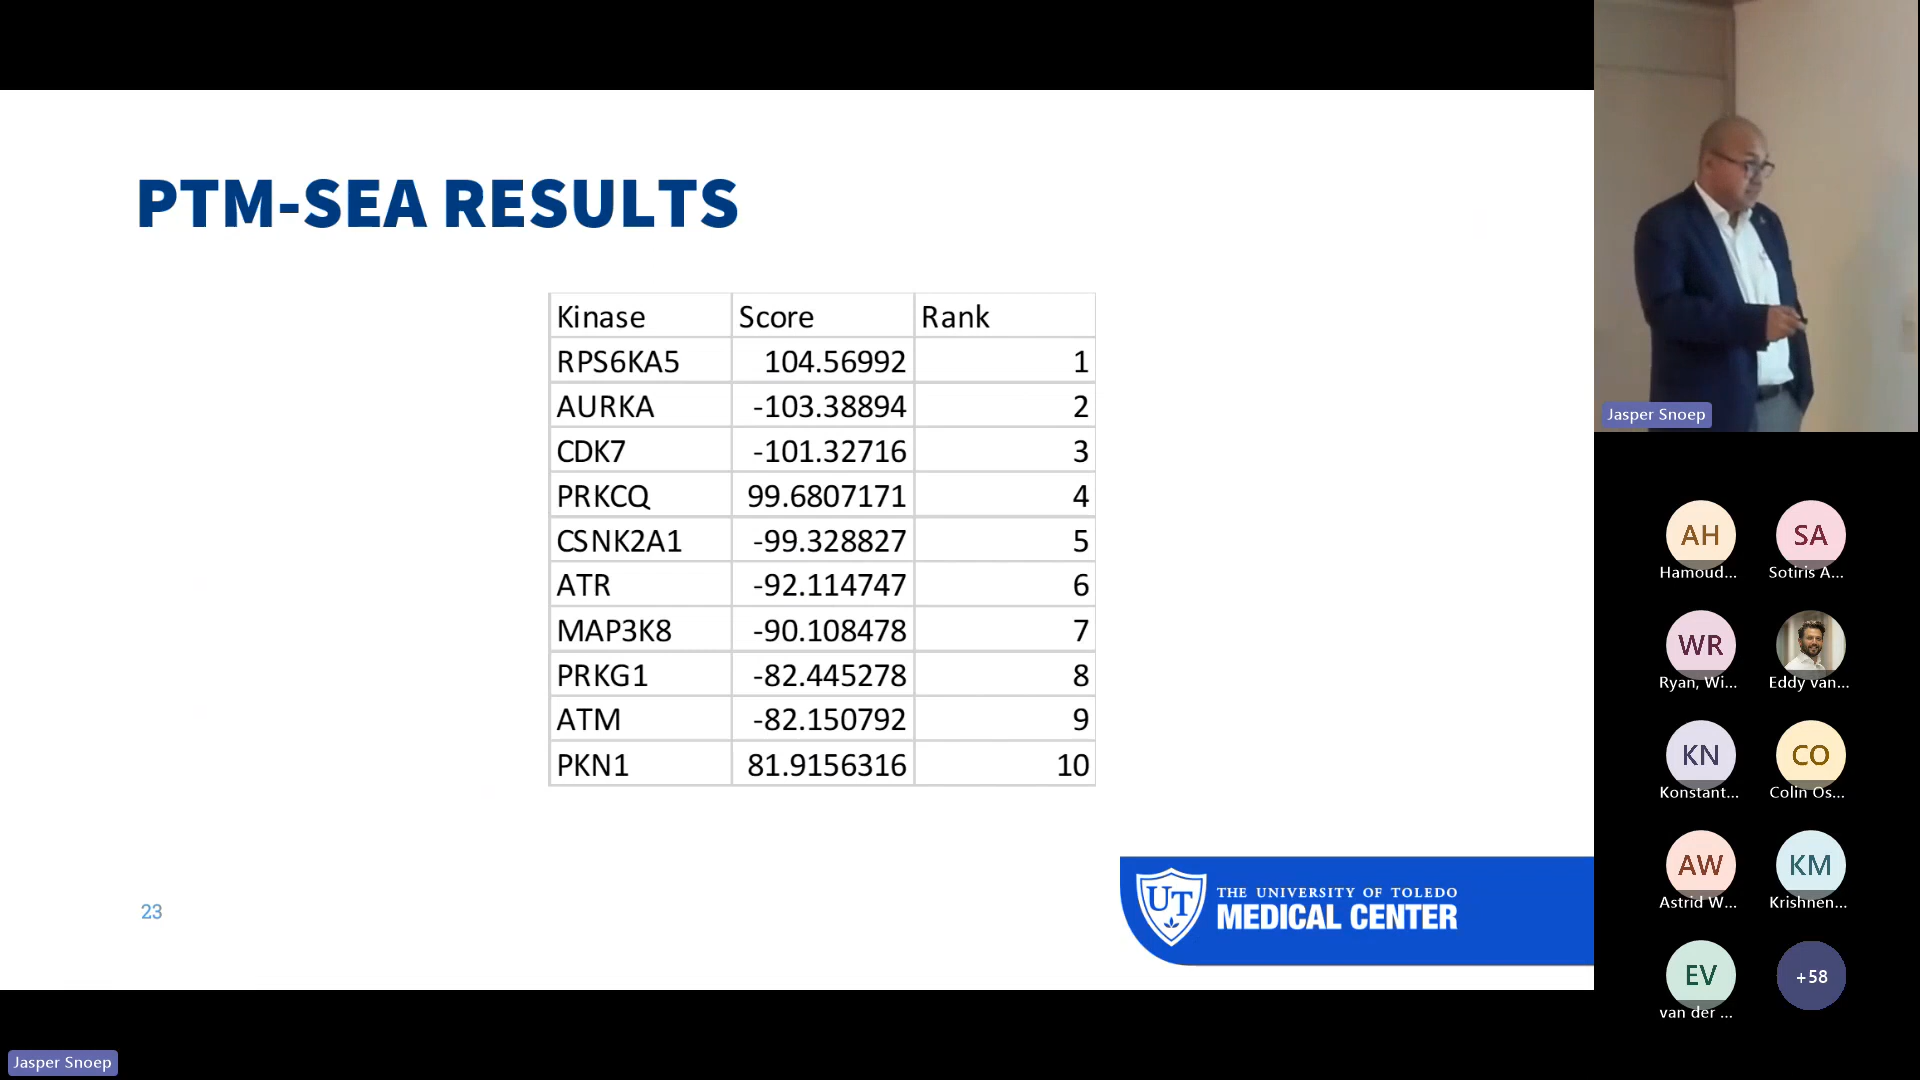 PTM-SEA RESULTS
Kinase Score Rank
RPS6KA5 104.56992 1
AURKA -103.38894 2
CDK7 -101.32716 3
PRKCQ 99.6807171 4
CSNK2A1 -99.328827 5
ATR -92.114747 6
MAP3K8 -90.108478 7
PRKG1 -82.445278 8
ATM -82.150792 9
PKN1 81.9156316 10
23
UT
THE UNIVERSITY OF TOLEDO
MEDICAL CENTER
Jasper Snoep
Jasper Snoep
AH SA
Hamoud... Sotiris A...
WR
Ryan, Wi... Eddy van...
KN CO
Konstant... Colin Os...
AW KM
Astrid W... Krishnen...
EV +58
van der ...